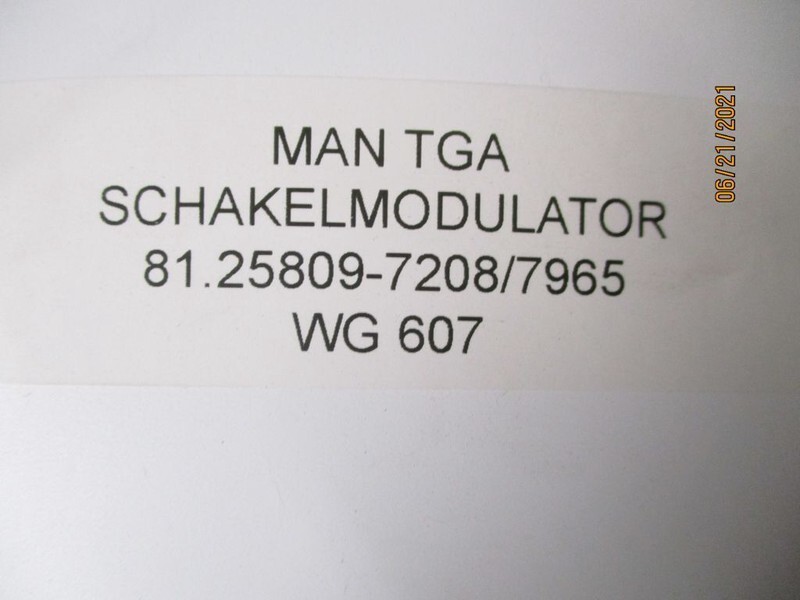 MAN TGA
SCHAKELMODULATOR
81.25809-7208/7965
WG 607
06/21/2021